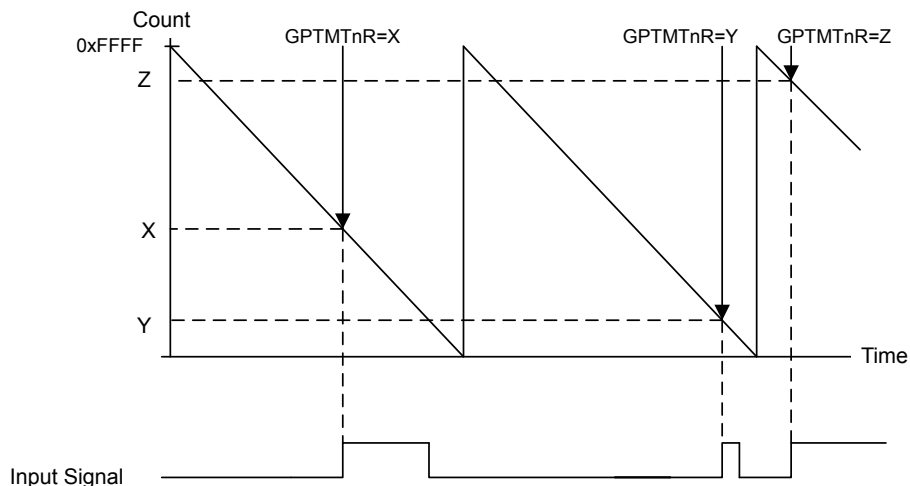 Count
0xFFFF
GPTMTnR=X
GPTMTnR=Y
GPTMTnR=Z
Z
X
Y
Time
Input Signal